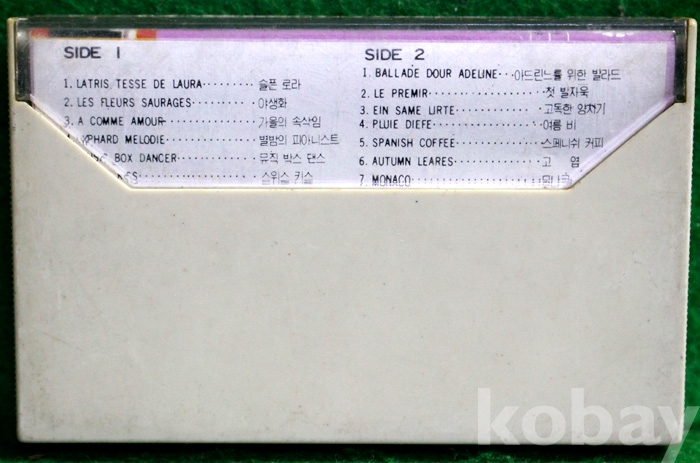 SIDE 1
1. LATRIS TESSE DE LAURA 슬픈 로라
2. LES FLEURS SAURAGES 야생화
3. A COMME AMOUR 가을의 속삭임
PHARD MELODIE 별밤의 피아니스트
BOX DANCER 뮤직 박스 댄스
스위스 키스
SIDE 2
1. BALLADE DOUR ADELINE 아드린느를 위한 발라드
2. LE PREMIR 첫 발자욱
3. EIN SAME URTE 고독한 양치기
4. PLUIE DIEFE 여름 비
5. SPANISH COFFEE 스페니쉬 커피
6. AUTUMN LEARES 고 엽
7. MONACO 모나코
kobay